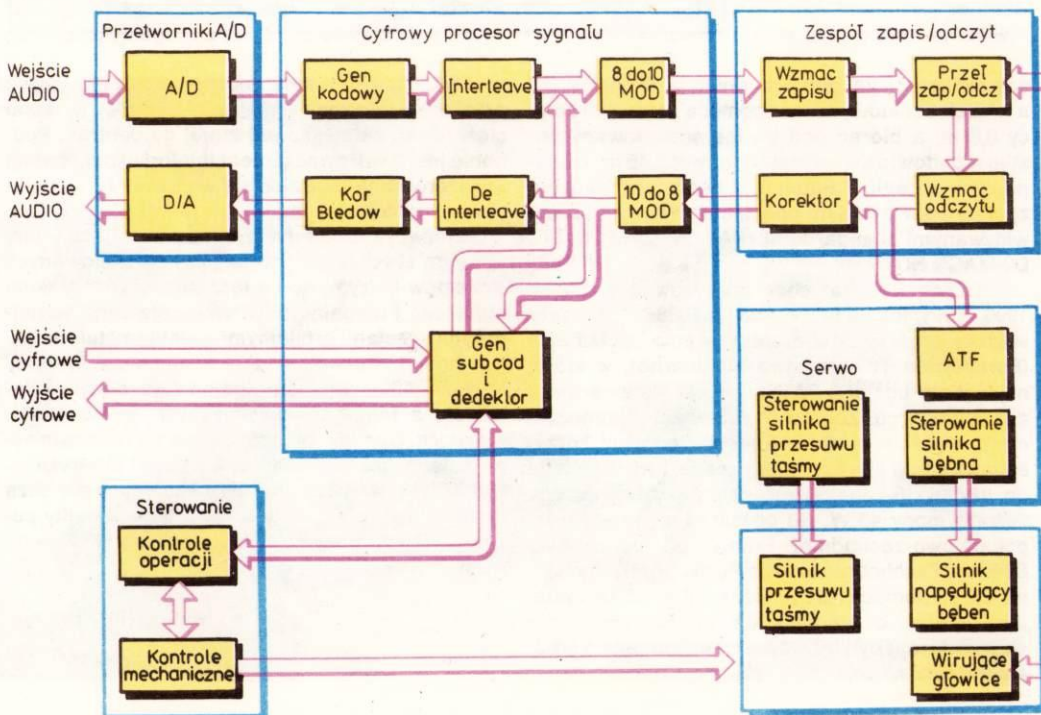 Przetworniki A/D
Cyfrowy procesor sygnału
Zespół zapis/odczyt
Wejście
AUDIO
A/D
Gen
kodowy
Interleave
8 do 10
MOD
Wzmac
zapisu
Przeł
zap/odcz
Wyjście
AUDIO
D/A
Kor
Bledow
De
interleave
10 do 8
MOD
Korektor
Wzmac
odczytu
Wejście
cyfrowe
Wyjście
cyfrowe
Gen
subcod
i
dedeklor
Serwo
ATF
Sterowanie
silnika
przesuwu
taśmy
Sterowanie
silnika
bębna
Sterowanie
Kontrole
operacji
Kontrole
mechaniczne
Silnik
przesuwu
taśmy
Silnik
napędujący
bęben
Wirujące
głowice